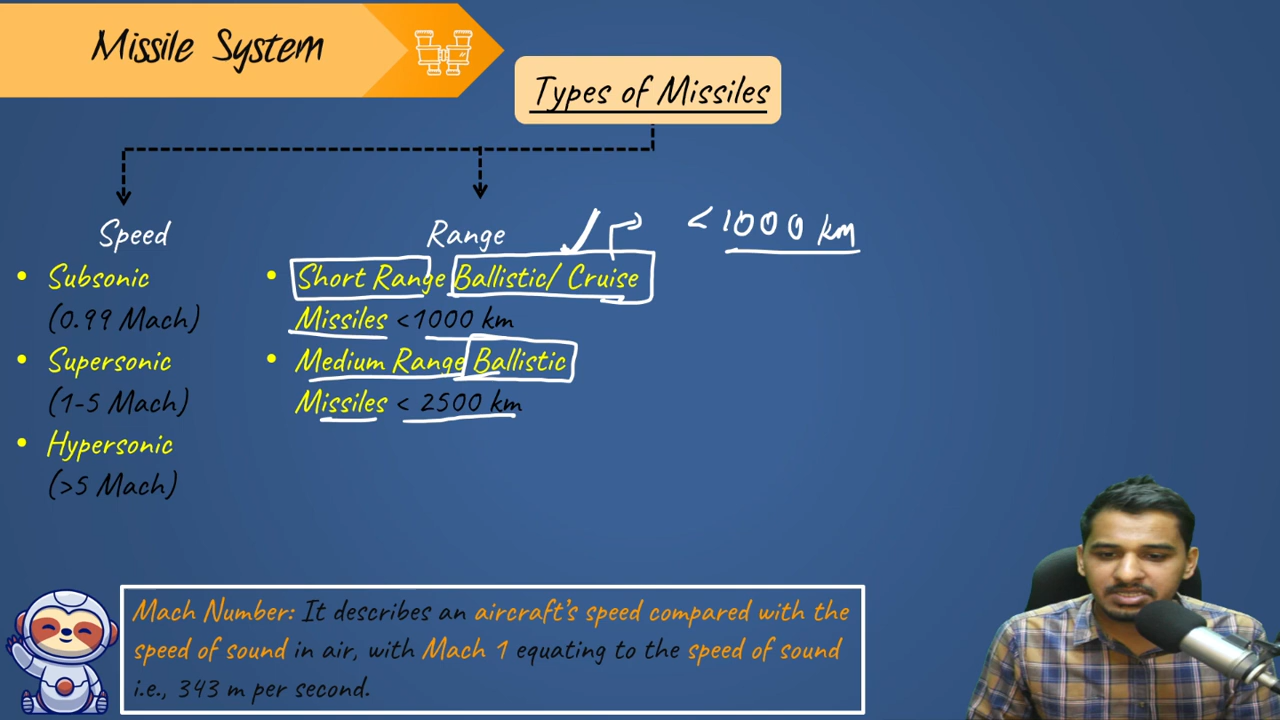 Missile System
Types of Missiles
Speed
• Subsonic
(0.99 Mach)
• Supersonic
(1-5 Mach)
• Hypersonic
(>5 Mach)
Range
<1000 km
• Short Range Ballistic/ Cruise
Missiles <1000 km
• Medium Range Ballistic
Missiles < 2500 km
Mach Number: It describes an aircraft's speed compared with the
speed of sound in air, with Mach 1 equating to the speed of sound
i.e., 343 m per second.